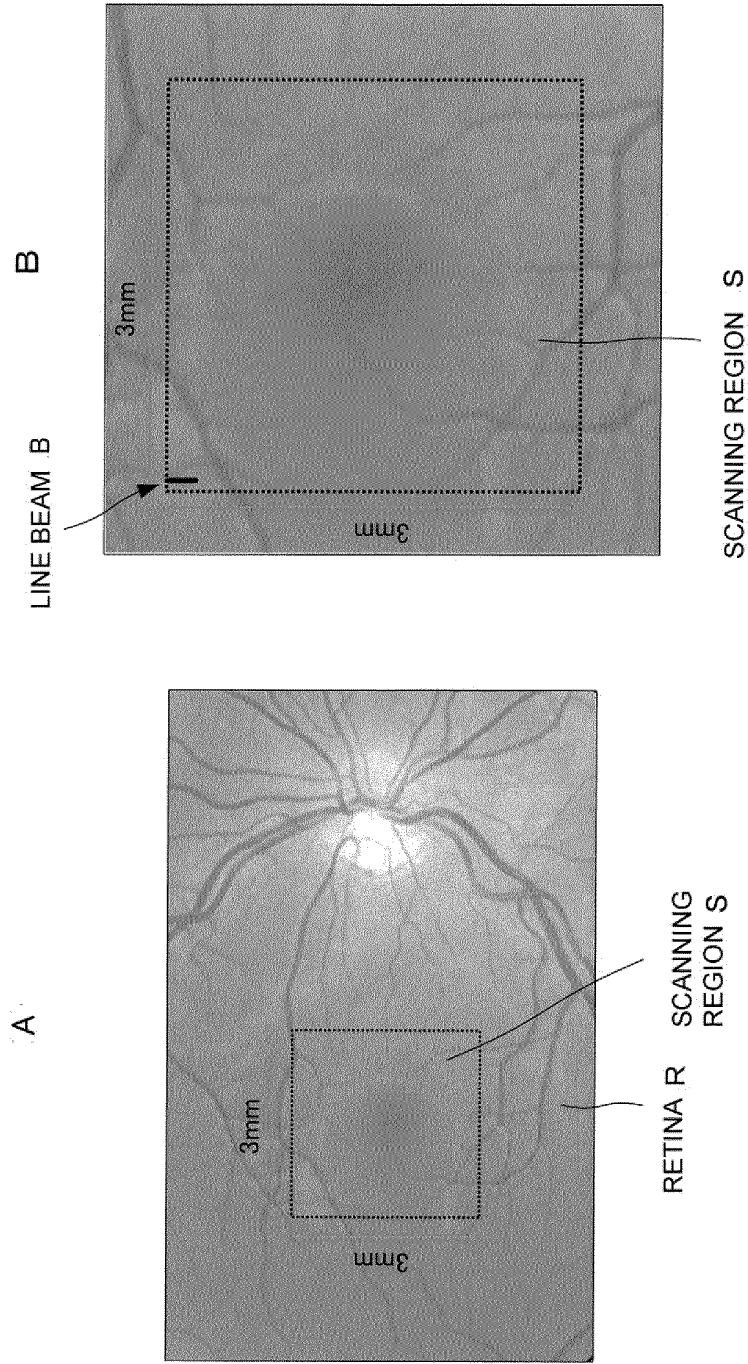 A
3mm
3mm
RETINA R
SCANNING
REGION S
B
LINE BEAM B
3mm
3mm
SCANNING REGION S